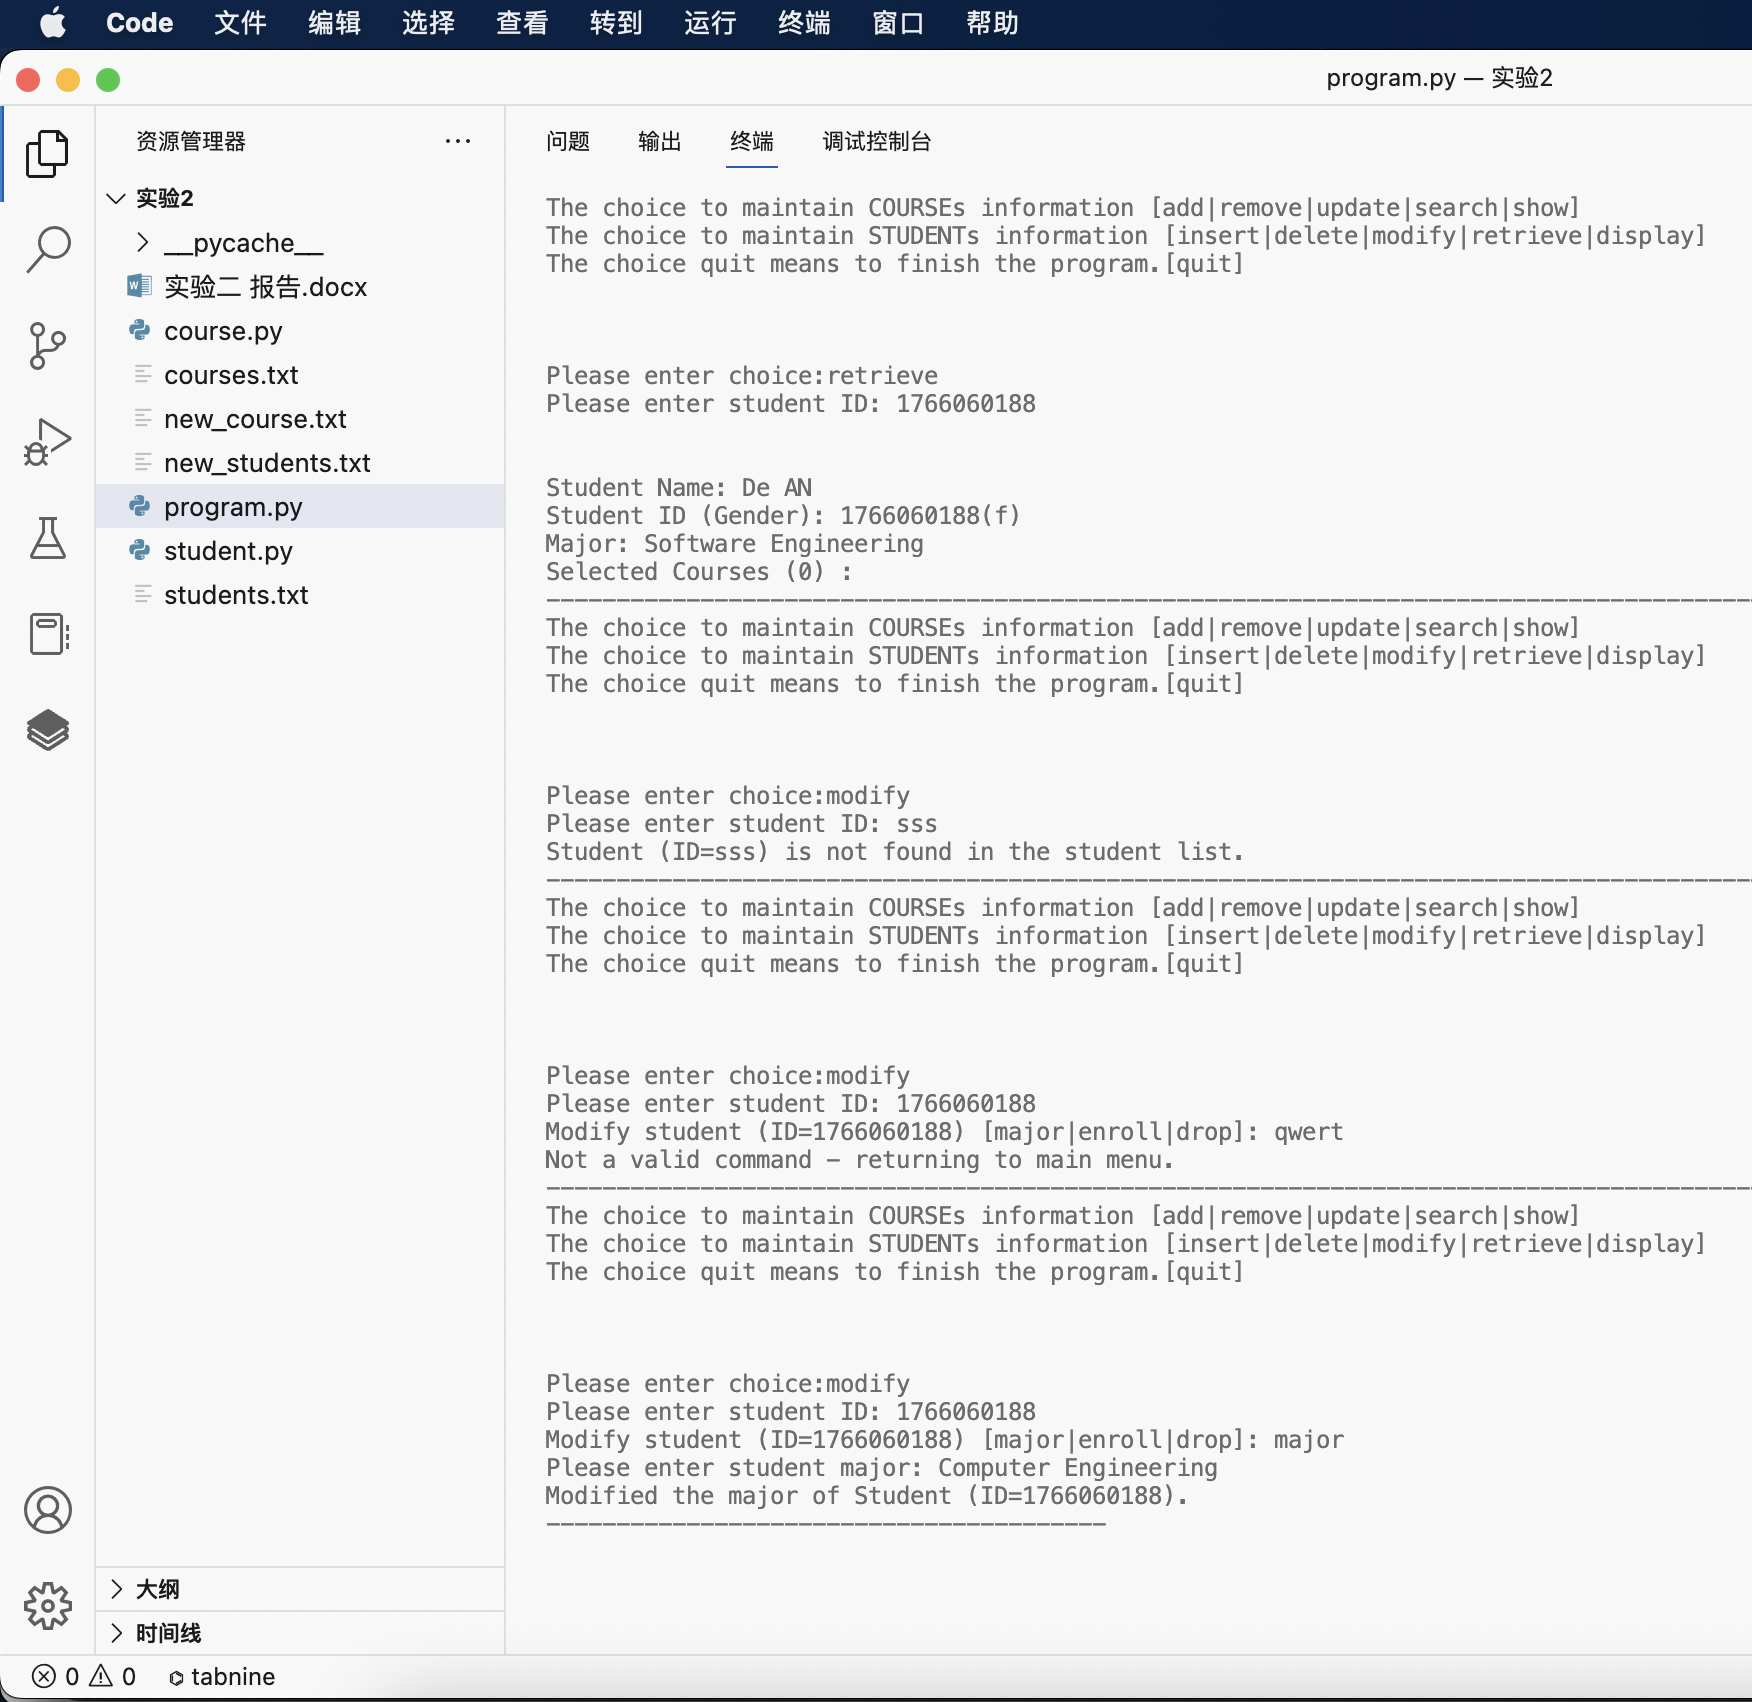 Code 文件 编辑 选择 查看 转到 运行 终端 窗口 帮助
program.py — 实验2
资源管理器 ···
实验2
__pycache__
实验二 报告.docx
course.py
courses.txt
new_course.txt
new_students.txt
program.py
student.py
students.txt
大纲
时间线
问题 输出 终端 调试控制台
The choice to maintain COURSEs information [add|remove|update|search|show]
The choice to maintain STUDENTs information [insert|delete|modify|retrieve|display]
The choice quit means to finish the program.[quit]
Please enter choice:retrieve
Please enter student ID: 1766060188
Student Name: De AN
Student ID (Gender): 1766060188(f)
Major: Software Engineering
Selected Courses (0) :
--------------------------------------------------------------------------------------
The choice to maintain COURSEs information [add|remove|update|search|show]
The choice to maintain STUDENTs information [insert|delete|modify|retrieve|display]
The choice quit means to finish the program.[quit]
Please enter choice:modify
Please enter student ID: sss
Student (ID=sss) is not found in the student list.
--------------------------------------------------------------------------------------
The choice to maintain COURSEs information [add|remove|update|search|show]
The choice to maintain STUDENTs information [insert|delete|modify|retrieve|display]
The choice quit means to finish the program.[quit]
Please enter choice:modify
Please enter student ID: 1766060188
Modify student (ID=1766060188) [major|enroll|drop]: qwert
Not a valid command – returning to main menu.
--------------------------------------------------------------------------------------
The choice to maintain COURSEs information [add|remove|update|search|show]
The choice to maintain STUDENTs information [insert|delete|modify|retrieve|display]
The choice quit means to finish the program.[quit]
Please enter choice:modify
Please enter student ID: 1766060188
Modify student (ID=1766060188) [major|enroll|drop]: major
Please enter student major: Computer Engineering
Modified the major of Student (ID=1766060188).
----------------------------------------
0 0 tabnine